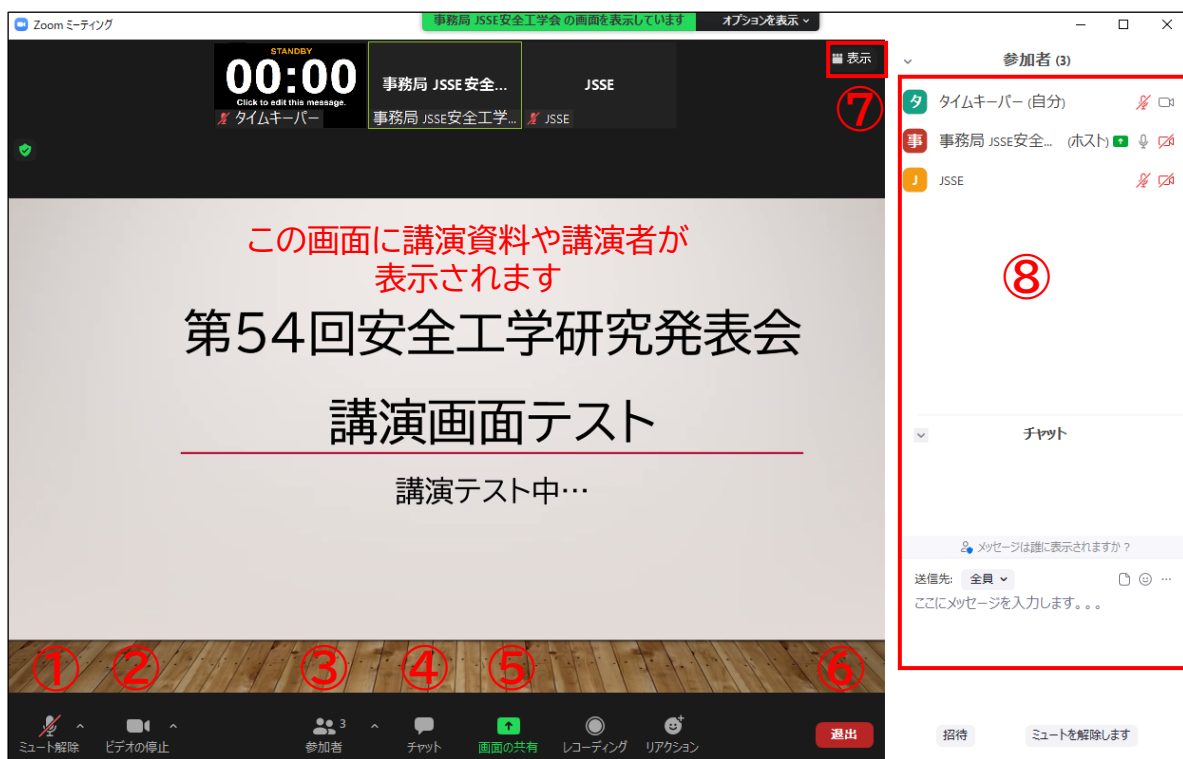 Zoom ミーティング
事務局 JSSE安全工学会 の画面を表示しています
オプションを表示
STANDBY
00:00
Click to edit this message.
タイムキーパー
事務局 JSSE 安全...
事務局 JSSE安全工学...
JSSE
JSSE
表示
⑦
この画面に講演資料や講演者が
表示されます
第54回安全工学研究発表会
講演画面テスト
講演テスト中…
① ② ③ ④ ⑤ ⑥
ミュート解除
ビデオの停止
3
参加者
チャット
画面の共有
レコーディング
リアクション
退出
参加者 (3)
タ タイムキーパー (自分)
事 事務局 JSSE安全... (ホスト)
J JSSE
⑧
チャット
メッセージは誰に表示されますか?
送信先: 全員
ここにメッセージを入力します。。。
招待
ミュートを解除します